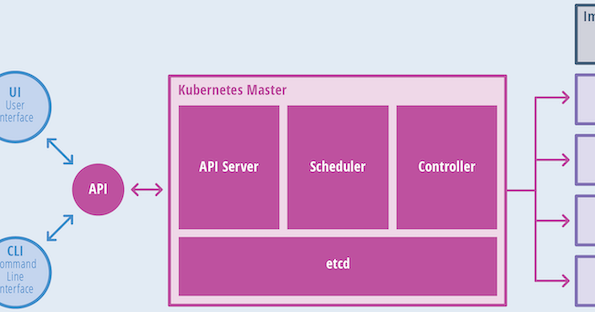 Im
UI
User
nterface
Kubernetes Master
API Server
Scheduler
Controller
API
etcd
CLI
ommand
Line
nterface